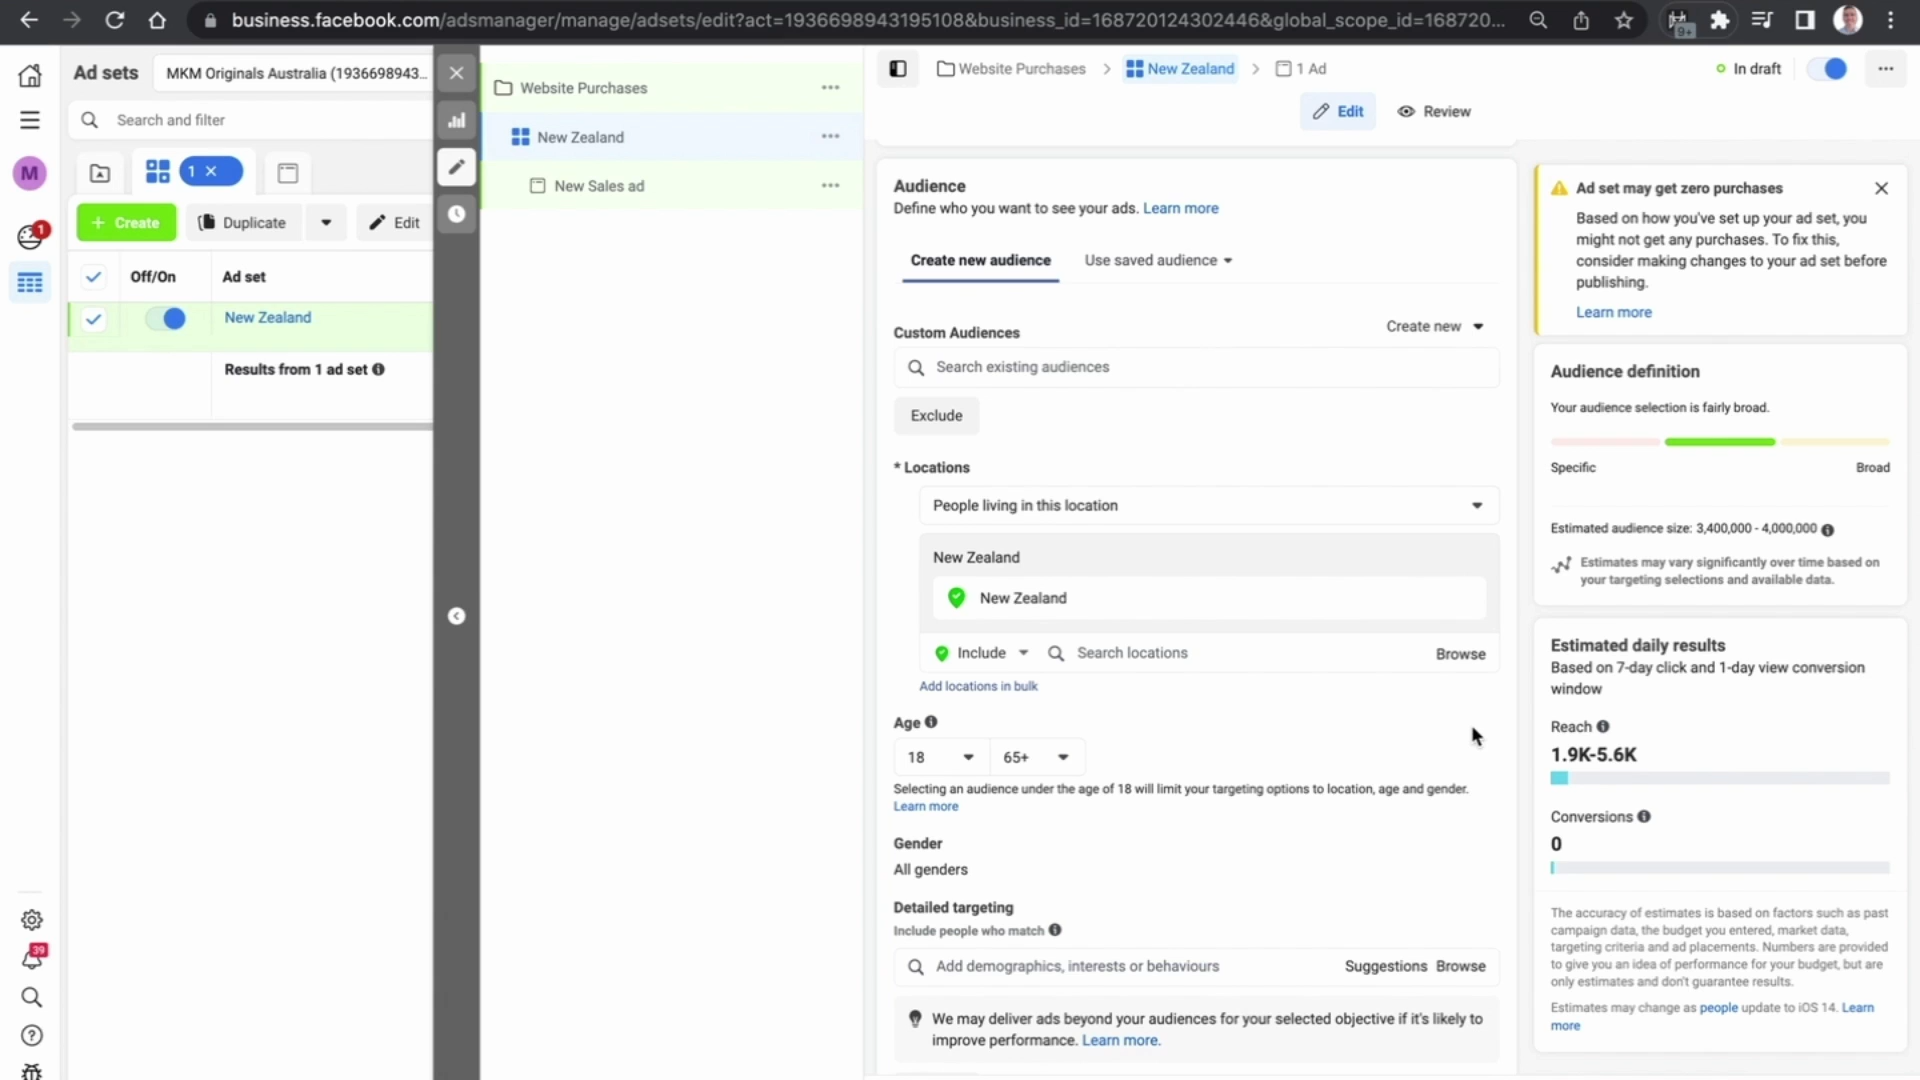 business.facebook.com/adsmanager/manage/adsets/edit?act=1936698943195108&business_id=168720124302446&global_scope_id=168720...
9+
Ad sets
MKM Originals Australia (1936698943...
Search and filter
M
1
1
Create
Duplicate
Edit
Off/On
Ad set
New Zealand
Results from 1 ad set
39
Website Purchases
New Zealand
New Sales ad
Website Purchases
New Zealand
1 Ad
In draft
Edit
Review
Audience
Define who you want to see your ads. Learn more
Create new audience
Use saved audience
Custom Audiences
Create new
Search existing audiences
Exclude
* Locations
People living in this location
New Zealand
New Zealand
Include
Search locations
Browse
Add locations in bulk
Age
18
65+
Selecting an audience under the age of 18 will limit your targeting options to location, age and gender.
Learn more
Gender
All genders
Detailed targeting
Include people who match
Add demographics, interests or behaviours
Suggestions
Browse
We may deliver ads beyond your audiences for your selected objective if it's likely to
improve performance. Learn more.
Ad set may get zero purchases
Based on how you've set up your ad set, you
might not get any purchases. To fix this,
consider making changes to your ad set before
publishing.
Learn more
Audience definition
Your audience selection is fairly broad.
Specific
Broad
Estimated audience size: 3,400,000 - 4,000,000
Estimates may vary significantly over time based on
your targeting selections and available data.
Estimated daily results
Based on 7-day click and 1-day view conversion
window
Reach
1.9K-5.6K
Conversions
0
The accuracy of estimates is based on factors such as past
campaign data, the budget you entered, market data,
targeting criteria and ad placements. Numbers are provided
to give you an idea of performance for your budget, but are
only estimates and don't guarantee results.
Estimates may change as people update to iOS 14. Learn
more